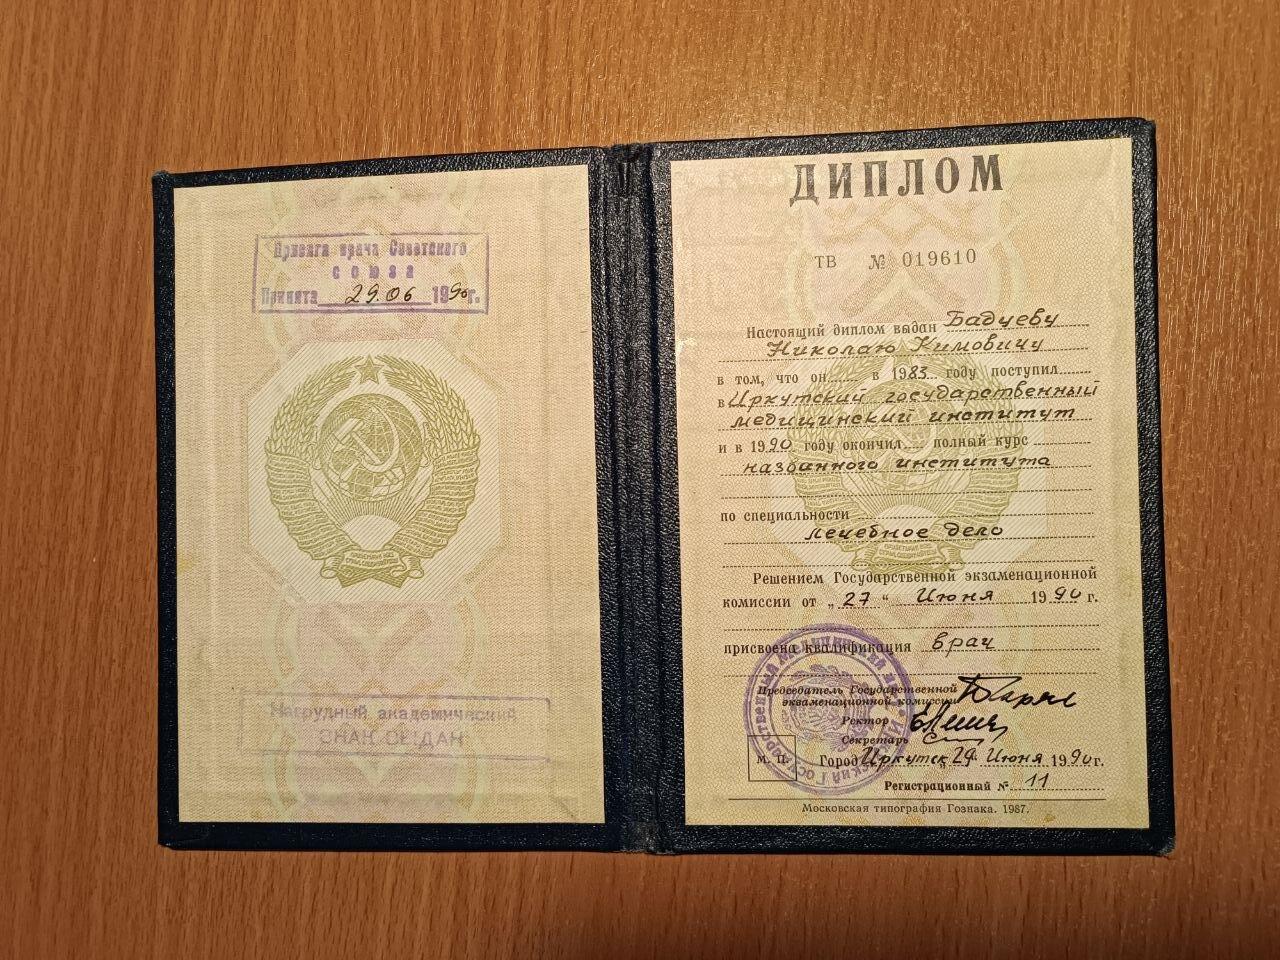 Присяга врача Советского
союза
Принята 29.06 1990г.
Нагрудный академический
ЗНАК ВЫДАН
ДИПЛОМ
ТВ № 019610
Настоящий диплом выдан Бадуеву
Николаю Кимовичу
в том, что он в 1983 году поступил
в Иркутский государственный
медицинский институт
и в 1990 году окончил полный курс
названного института
по специальности
лечебное дело
Решением Государственной экзаменационной
комиссии от „27“ Июня 1990 г.
присвоена квалификация врач
Председатель Государственной
экзаменационной комиссии
Ректор
Секретарь
М. П.
Город Иркутск, 29 Июня 1990г.
Регистрационный № 11
Московская типография Гознака. 1987.